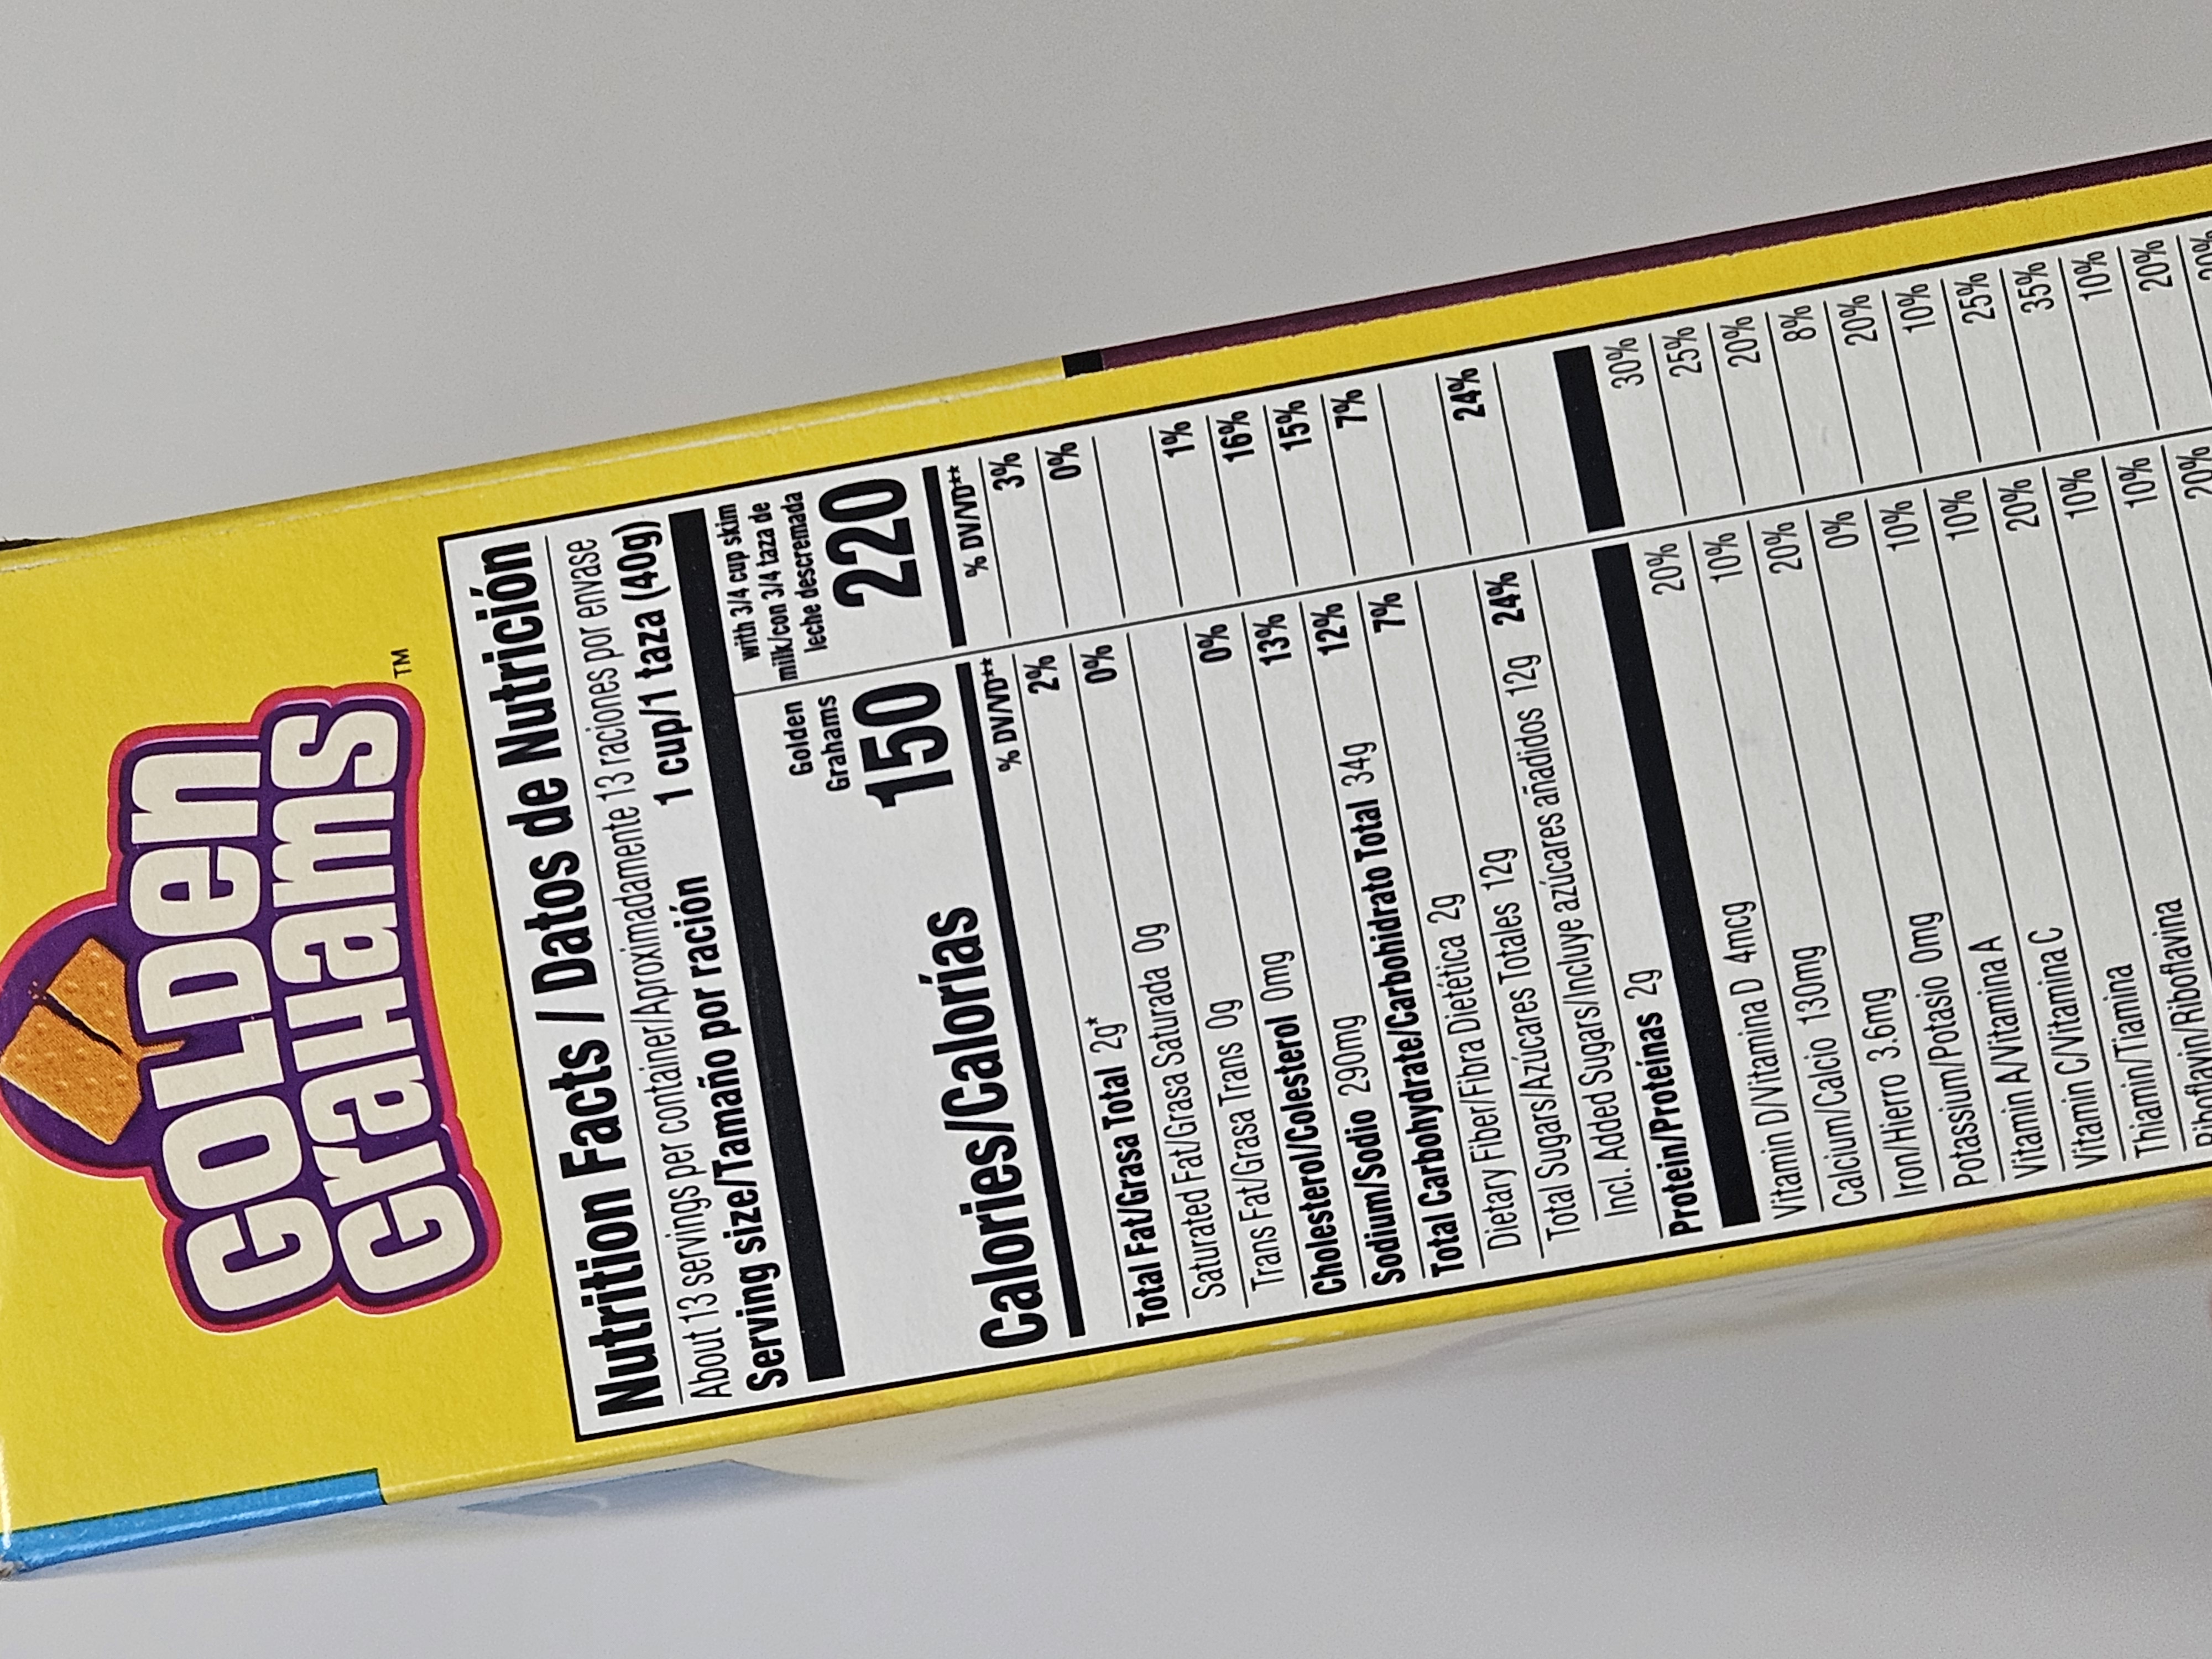 GOLDen
GraHams
TM
Nutrition Facts / Datos de Nutrición
About 13 servings per container/Aproximadamente 13 raciones por envase
Serving size/Tamaño por ración 1 cup/1 taza (40g)
Golden
Grahams
with 3/4 cup skim
milk/con 3/4 taza de
leche descremada
Calories/Calorías 150 220
% DV/VD** % DV/VD**
Total Fat/Grasa Total 2g* 2% 3%
Saturated Fat/Grasa Saturada 0g 0% 0%
Trans Fat/Grasa Trans 0g
Cholesterol/Colesterol 0mg 0% 1%
Sodium/Sodio 290mg 13% 16%
Total Carbohydrate/Carbohidrato Total 34g 12% 15%
Dietary Fiber/Fibra Dietética 2g 7% 7%
Total Sugars/Azúcares Totales 12g
Incl. Added Sugars/Incluye azúcares añadidos 12g 24% 24%
Protein/Proteínas 2g
Vitamin D/Vitamina D 4mcg 20% 30%
Calcium/Calcio 130mg 10% 25%
Iron/Hierro 3.6mg 20% 20%
Potassium/Potasio 0mg 0% 8%
Vitamin A/Vitamina A 10% 20%
Vitamin C/Vitamina C 10% 10%
Thiamin/Tiamina 20% 25%
Riboflavin/Riboflavina 10% 35%
10% 10%
20% 20%